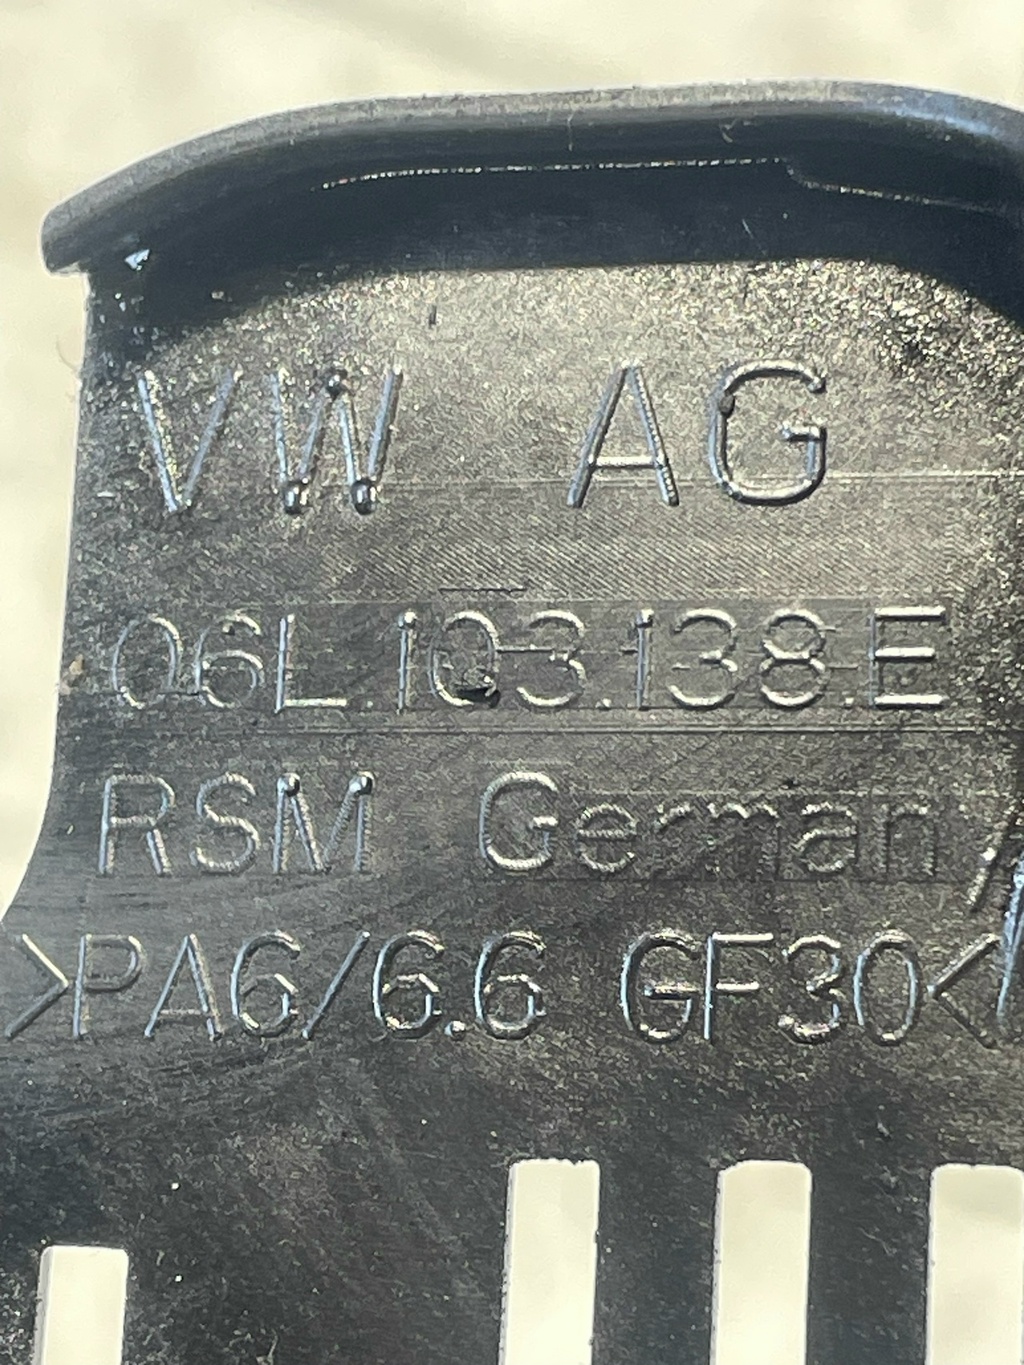 VW AG
06L.103.138.E
RSM German
>PA6/6.6 GF30<